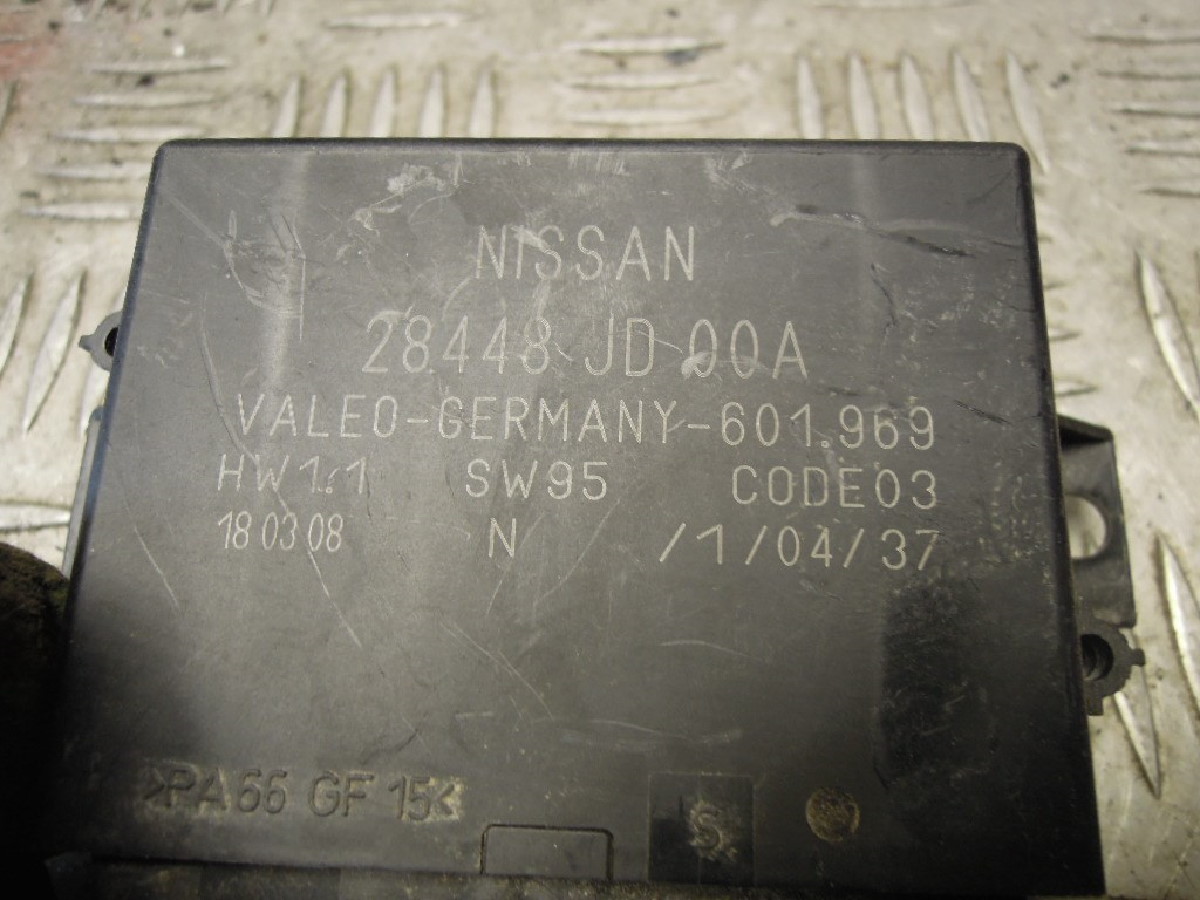 NISSAN
28448 JD 00A
VALEO-GERMANY-601.969
HW1.1 SW95 CODE03
18 03 08 N /1/04/37
>PA66 GF 15<
S